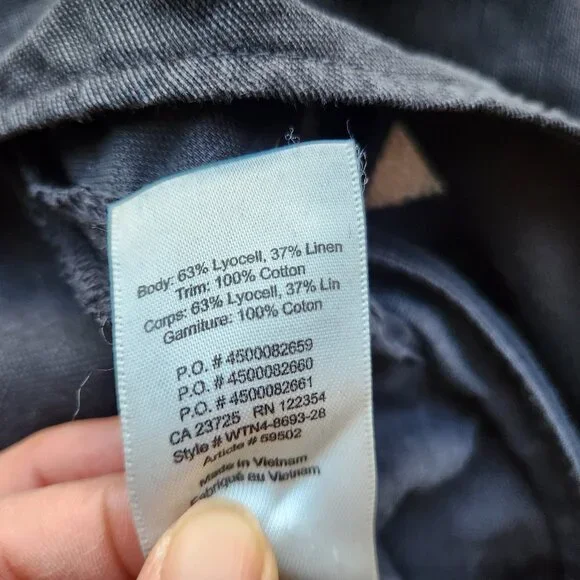 Body: 63% Lyocell, 37% Linen
Trim: 100% Cotton
Corps: 63% Lyocell, 37% Lin
Garniture: 100% Coton
P.O. # 4500082659
P.O. # 4500082660
P.O. # 4500082661
CA 23725 RN 122354
Style # WTN4-8693-28
Article # 59502
Made in Vietnam
Fabriqué au Vietnam